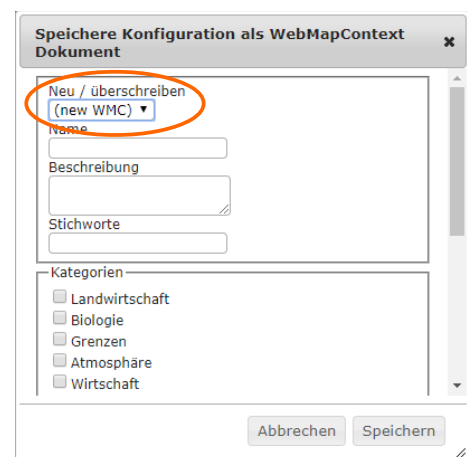 Speichere Konfiguration als WebMapContext
Dokument
Neu / überschreiben
(new WMC)
Name
Beschreibung
Stichworte
Kategorien
Landwirtschaft
Biologie
Grenzen
Atmosphäre
Wirtschaft
Abbrechen Speichern